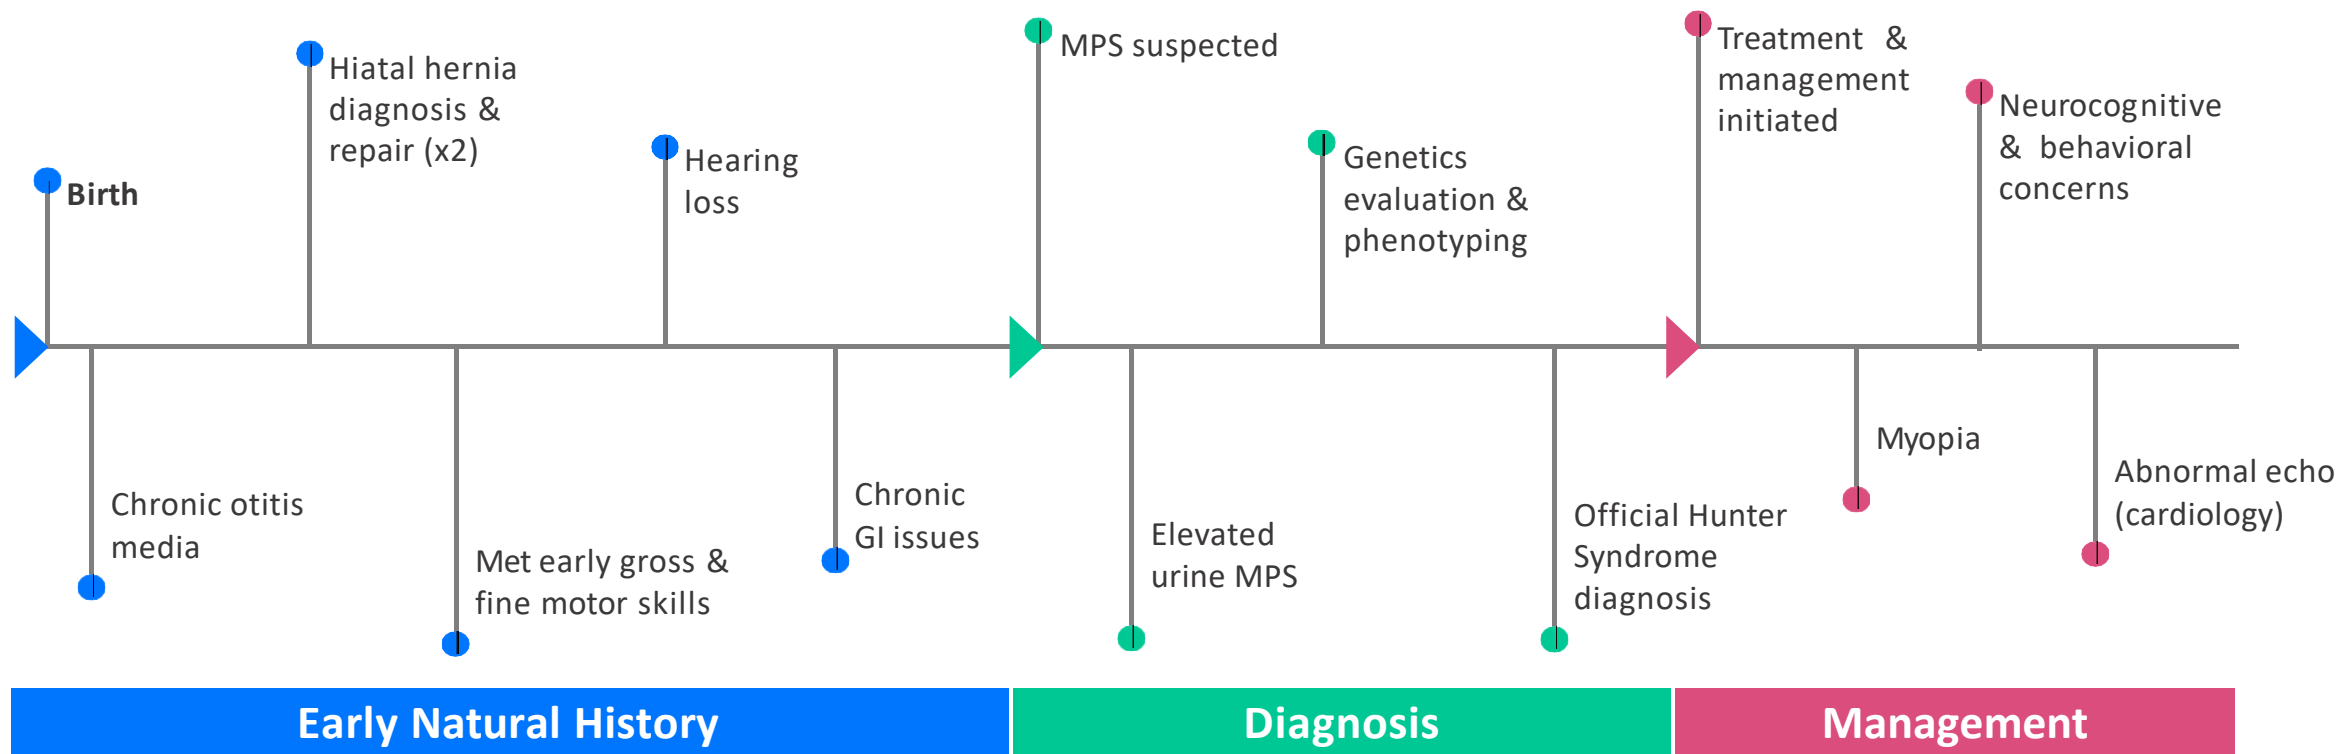 Birth
Chronic otitis
media
Hiatal hernia
diagnosis &
repair (x2)
Met early gross &
fine motor skills
Hearing
loss
Chronic
GI issues
MPS suspected
Elevated
urine MPS
Genetics
evaluation &
phenotyping
Official Hunter
Syndrome
diagnosis
Treatment &
management
initiated
Myopia
Neurocognitive
& behavioral
concerns
Abnormal echo
(cardiology)
Early Natural History
Diagnosis
Management